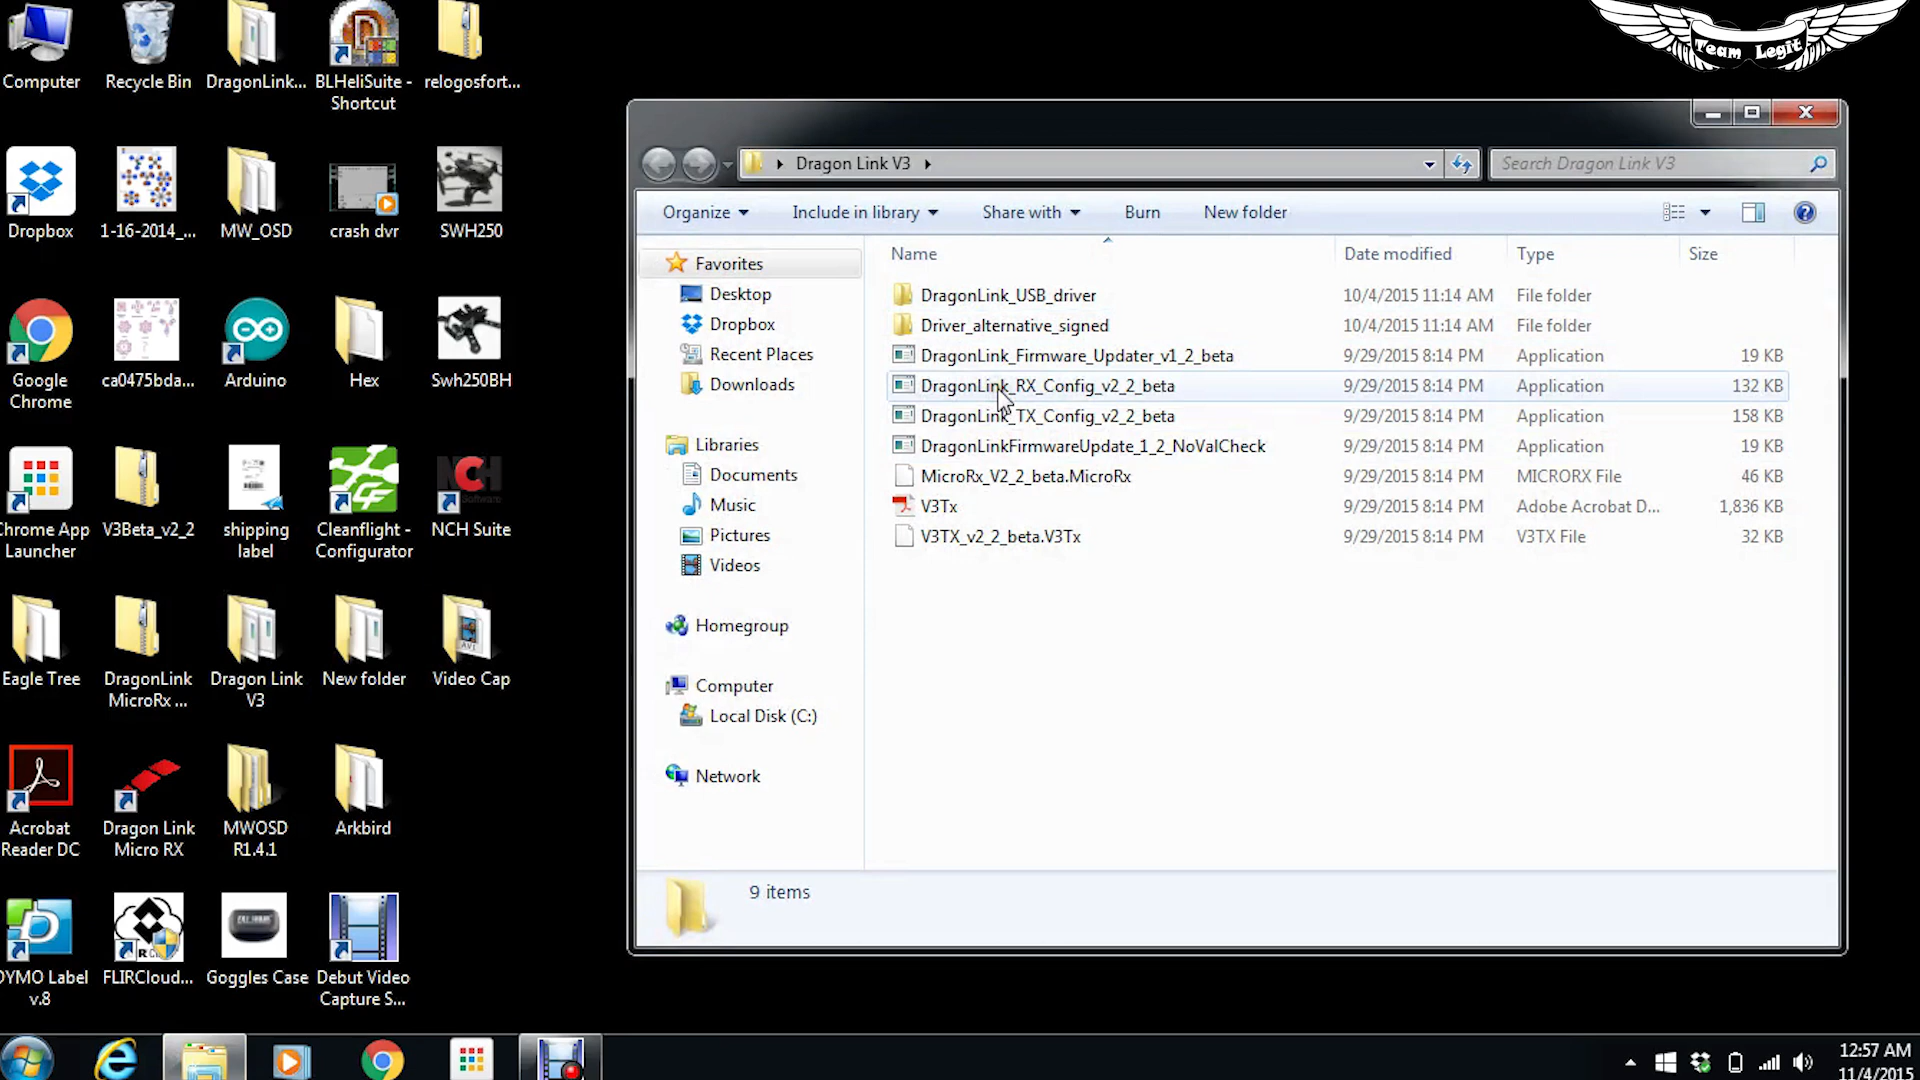 Computer
Recycle Bin
DragonLink...
BLHeliSuite -
Shortcut
relogosfort...
Team Legit
Dropbox
1-16-2014_...
MW_OSD
crash dvr
SWH250
Google
Chrome
ca0475bda...
Arduino
Hex
Swh250BH
Chrome App
Launcher
V3Beta_v2_2
shipping
label
Cleanflight -
Configurator
NCH
Software
NCH Suite
Eagle Tree
DragonLink
MicroRx ...
Dragon Link
V3
New folder
Video Cap
Acrobat
Reader DC
Dragon Link
Micro RX
MWOSD
R1.4.1
Arkbird
DYMO Label
v.8
FLIRCloud...
Goggles Case
Debut Video
Capture S...
Dragon Link V3
Search Dragon Link V3
Organize
Include in library
Share with
Burn
New folder
Favorites
Desktop
Dropbox
Recent Places
Downloads
Libraries
Documents
Music
Pictures
Videos
Homegroup
Computer
Local Disk (C:)
Network
Name Date modified Type Size
DragonLink_USB_driver 10/4/2015 11:14 AM File folder
Driver_alternative_signed 10/4/2015 11:14 AM File folder
DragonLink_Firmware_Updater_v1_2_beta 9/29/2015 8:14 PM Application 19 KB
DragonLink_RX_Config_v2_2_beta 9/29/2015 8:14 PM Application 132 KB
DragonLink_TX_Config_v2_2_beta 9/29/2015 8:14 PM Application 158 KB
DragonLinkFirmwareUpdate_1_2_NoValCheck 9/29/2015 8:14 PM Application 19 KB
MicroRx_V2_2_beta.MicroRx 9/29/2015 8:14 PM MICRORX File 46 KB
V3Tx 9/29/2015 8:14 PM Adobe Acrobat D... 1,836 KB
V3TX_v2_2_beta.V3Tx 9/29/2015 8:14 PM V3TX File 32 KB
9 items
12:57 AM
11/4/2015